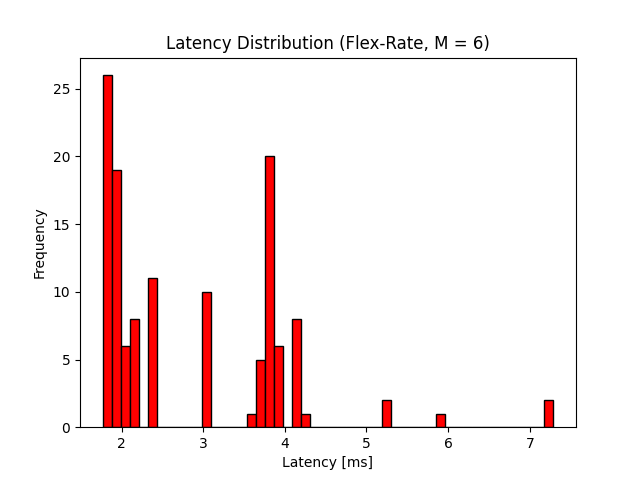 Latency Distribution (Flex-Rate, M = 6)
25
20
15
10
5
0
Frequency
2 3 4 5 6 7
Latency [ms]